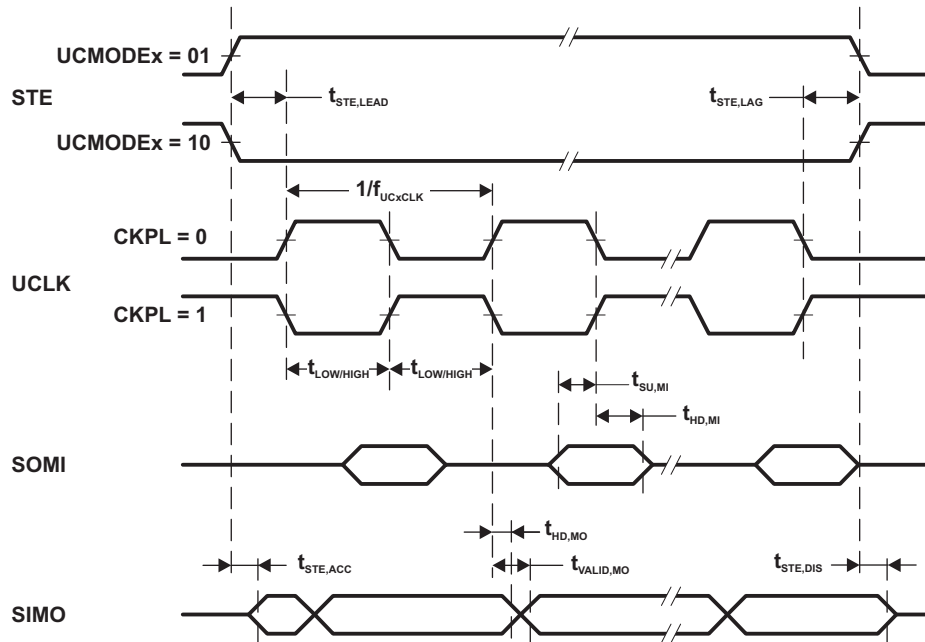 UCMODEx = 01
STE
tSTE,LEAD
tSTE,LAG
UCMODEx = 10
1/fUCxCLK
CKPL = 0
UCLK
CKPL = 1
tLOW/HIGH
tLOW/HIGH
tSU,MI
tHD,MI
SOMI
tHD,MO
tSTE,ACC
tVALID,MO
tSTE,DIS
SIMO